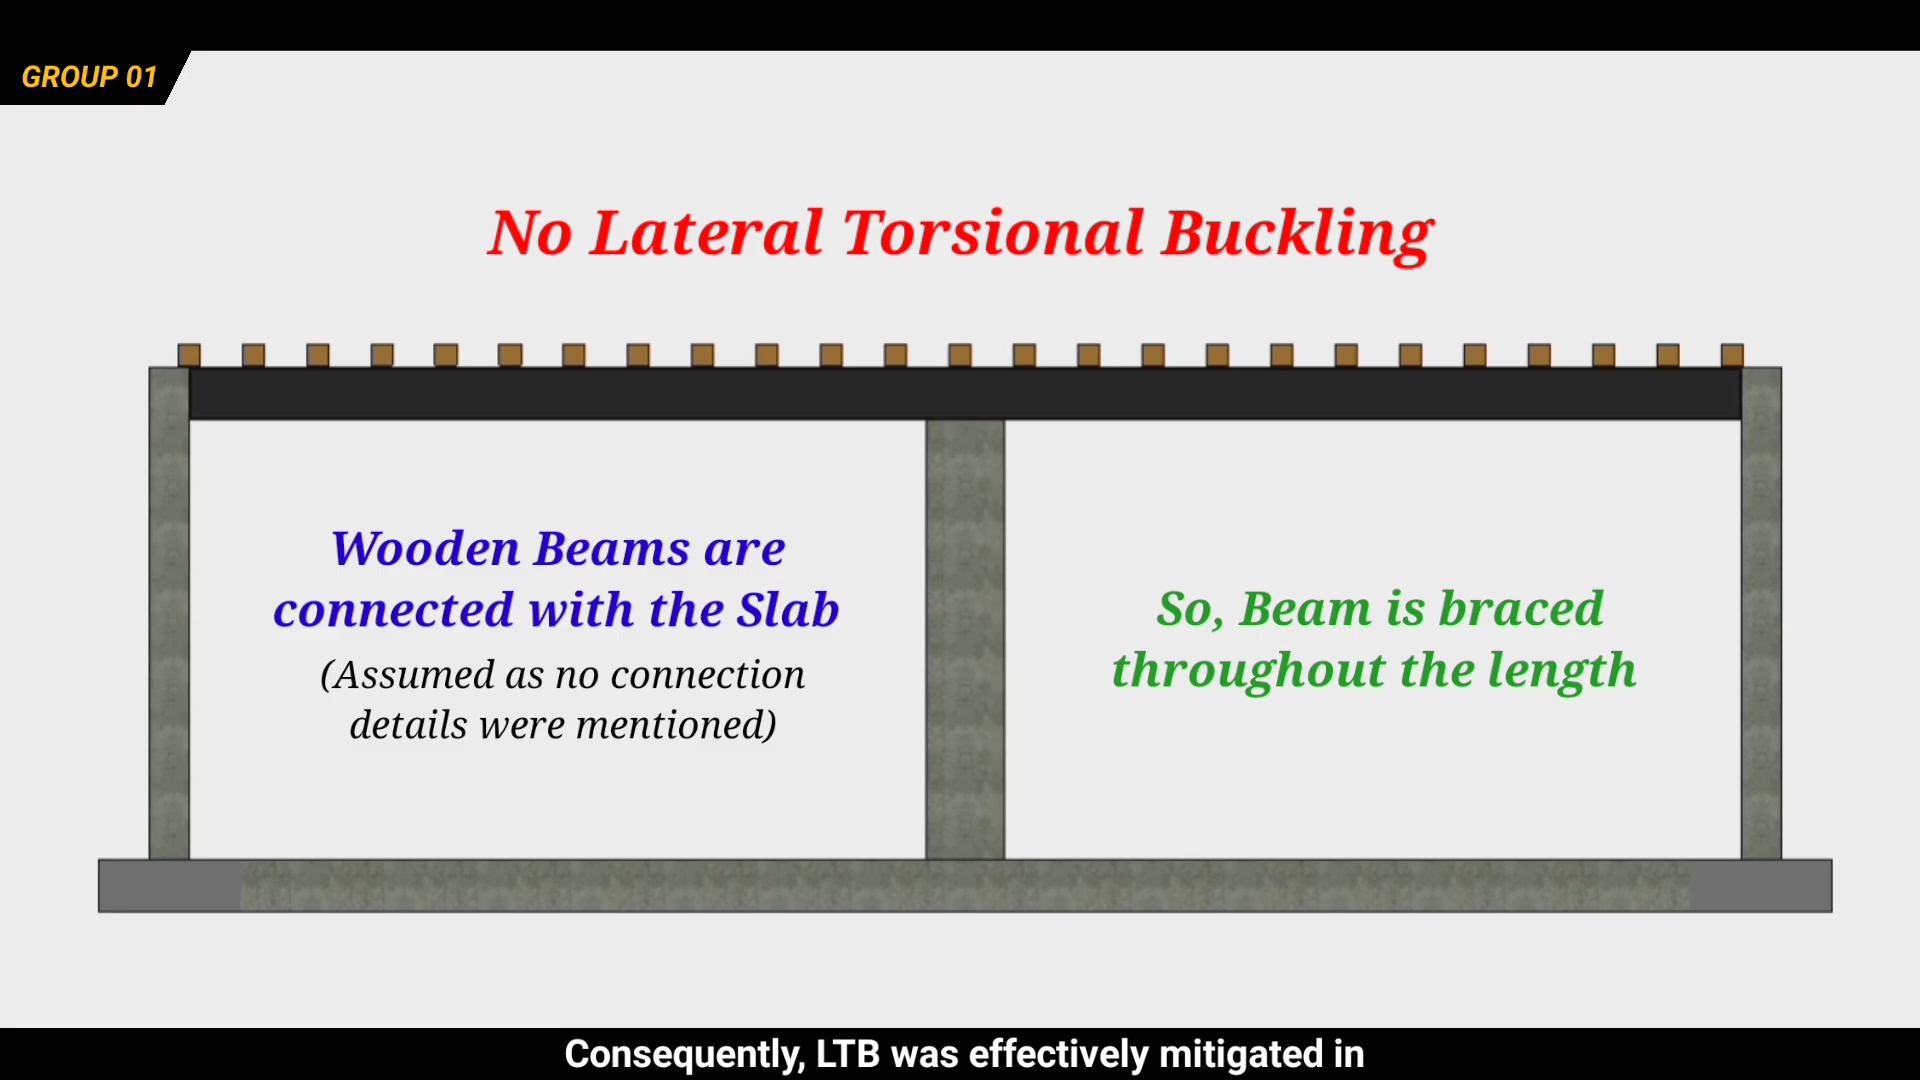 GROUP 01
No Lateral Torsional Buckling
Wooden Beams are
connected with the Slab
(Assumed as no connection
details were mentioned)
So, Beam is braced
throughout the length
Consequently, LTB was effectively mitigated in